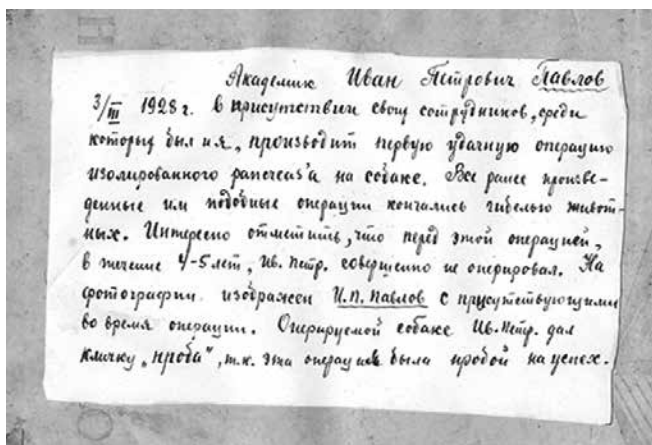 Академик Иван Петрович Павлов
3/III 1928 г. в присутствии своих сотрудников, среди
которых был и я, производит первую удачную операцию
изолированного pancreas'а на собаке. Все ранее произве-
денные им подобные операции кончались гибелью живот-
ных. Интересно отметить, что перед этой операцией,
в течение 4-5 лет, Ив. Петр. совершенно не оперировал. На
фотографии изображен И.П. Павлов с присутствующими
во время операции. Оперируемой собаке Ив. Петр. дал
кличку „проба", т.к. эта операция была пробой на успех.